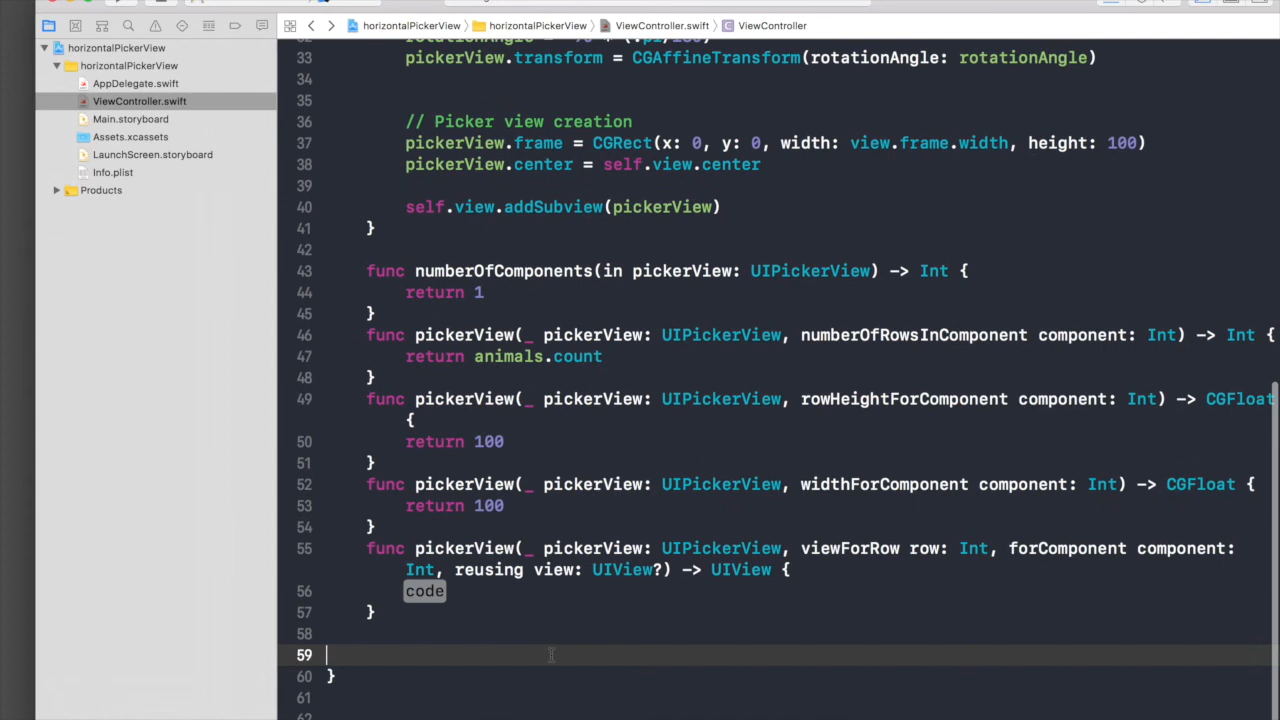 horizontalPickerView horizontalPickerView ViewController.swift ViewController
horizontalPickerView
horizontalPickerView
AppDelegate.swift
ViewController.swift
Main.storyboard
Assets.xcassets
LaunchScreen.storyboard
Info.plist
Products
33 pickerView.transform = CGAffineTransform(rotationAngle: rotationAngle)
34
35
36 // Picker view creation
37 pickerView.frame = CGRect(x: 0, y: 0, width: view.frame.width, height: 100)
38 pickerView.center = self.view.center
39
40 self.view.addSubview(pickerView)
41 }
42
43 func numberOfComponents(in pickerView: UIPickerView) -> Int {
44 return 1
45 }
46 func pickerView(_ pickerView: UIPickerView, numberOfRowsInComponent component: Int) -> Int {
47 return animals.count
48 }
49 func pickerView(_ pickerView: UIPickerView, rowHeightForComponent component: Int) -> CGFloat
{
50 return 100
51 }
52 func pickerView(_ pickerView: UIPickerView, widthForComponent component: Int) -> CGFloat {
53 return 100
54 }
55 func pickerView(_ pickerView: UIPickerView, viewForRow row: Int, forComponent component:
Int, reusing view: UIView?) -> UIView {
56 code
57 }
58
59
60 }
61